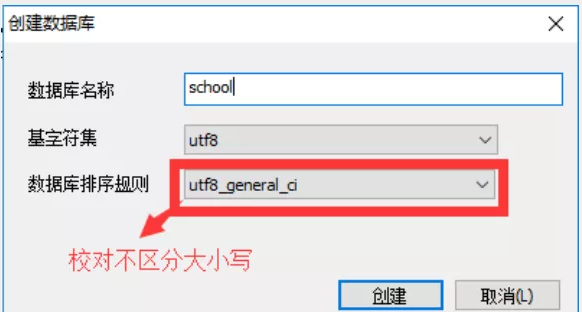 创建数据库
数据库名称
school
基字符集
utf8
数据库排序规则
utf8_general_ci
校对不区分大小写
创建
取消(L)